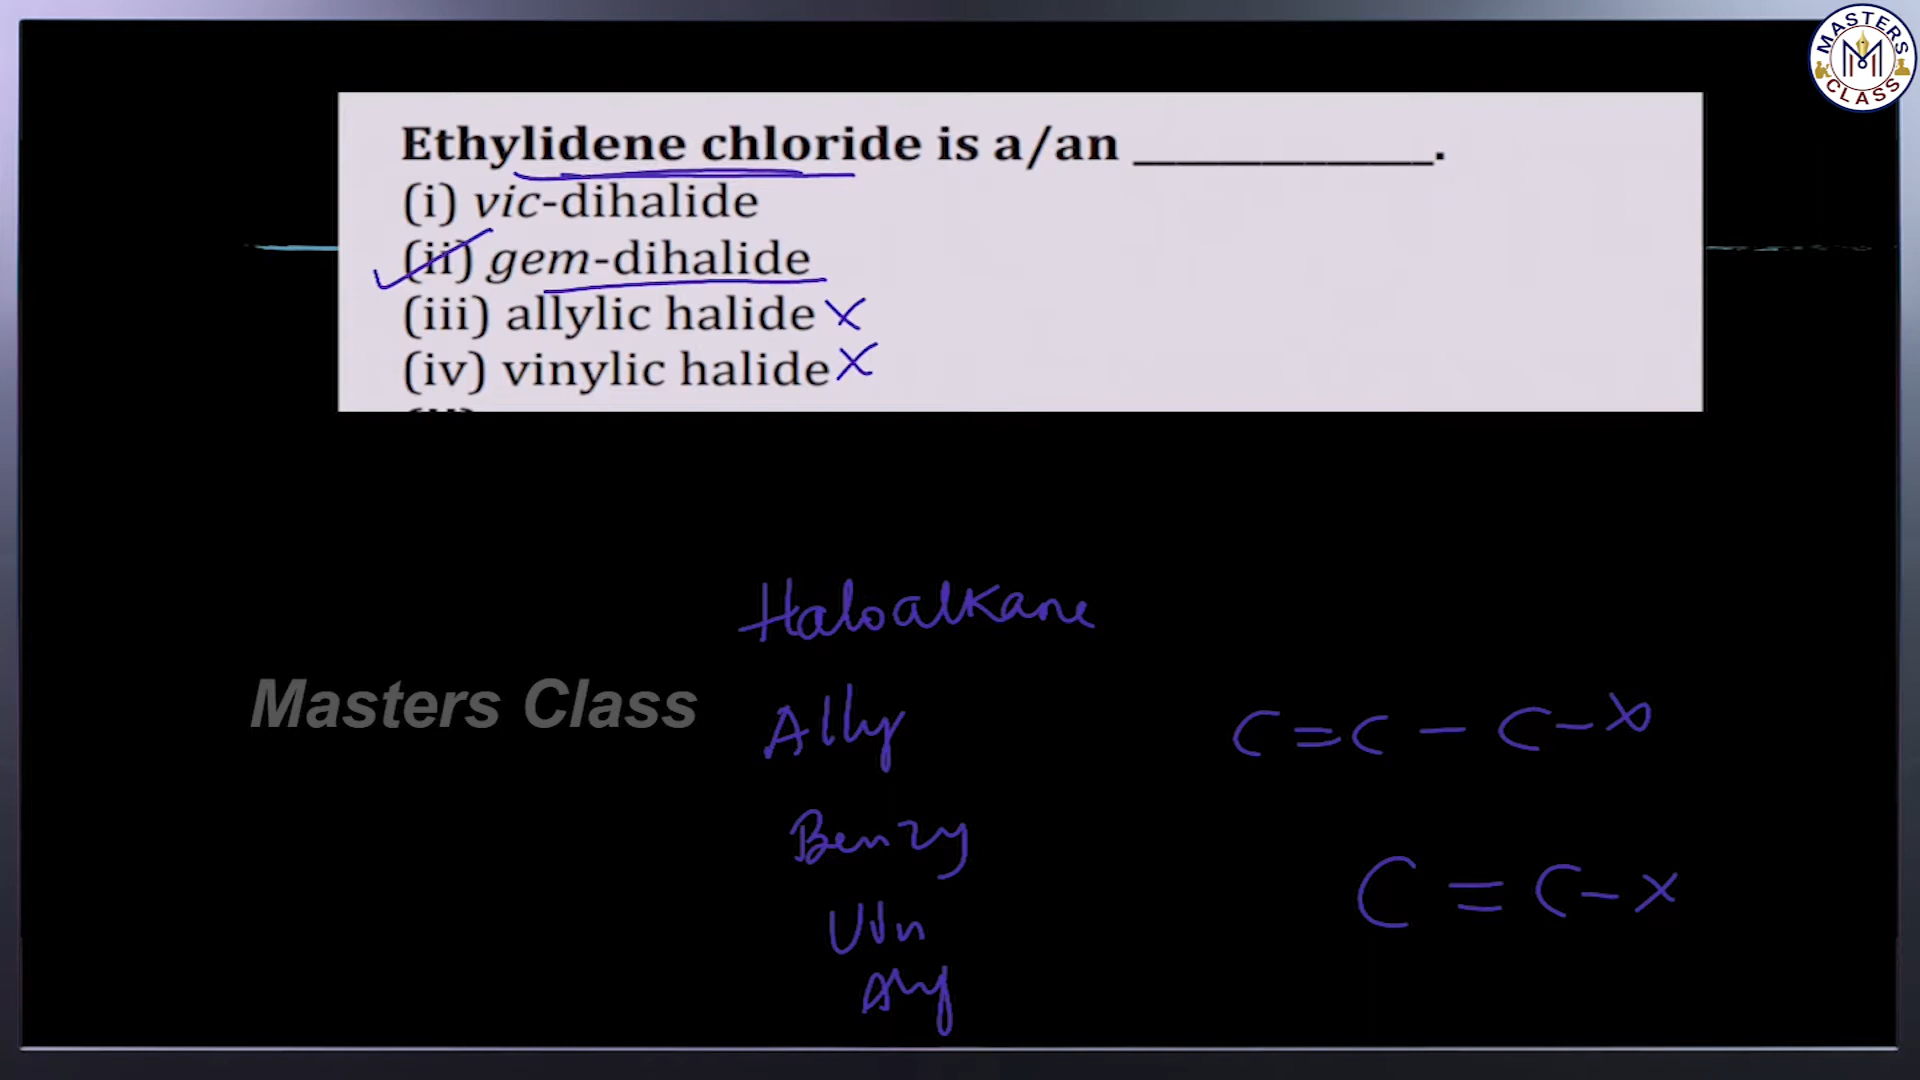 MASTERS CLASS
Ethylidene chloride is a/an ____________.
(i) vic-dihalide
(ii) gem-dihalide
(iii) allylic halide X
(iv) vinylic halide X
Haloalkane
Masters Class
Ally
C = C - C - X
Benzy
C = C - X
Vin